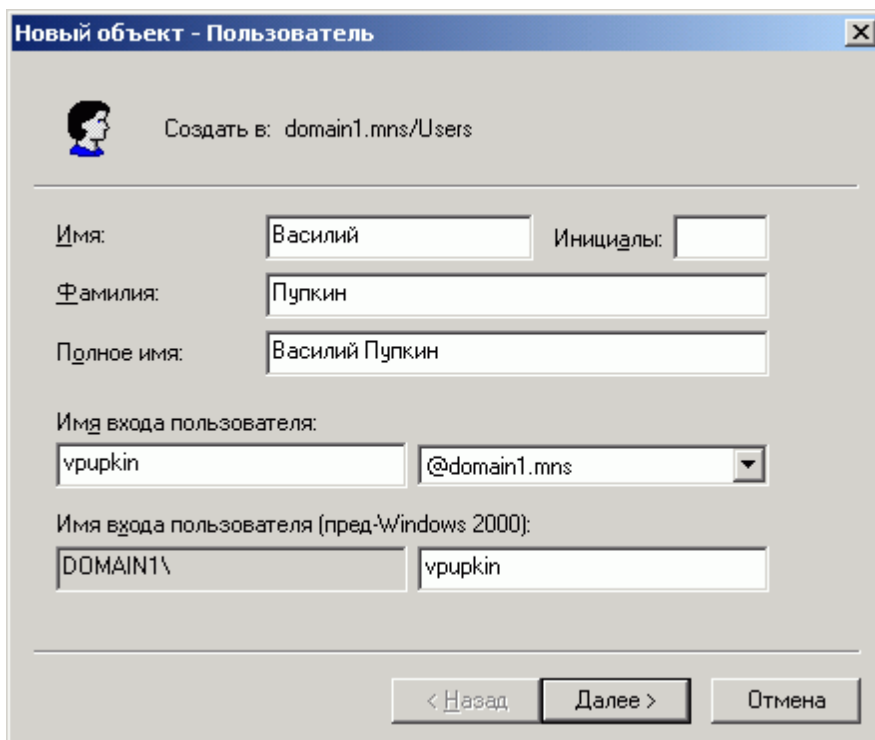 Новый объект - Пользователь
Создать в: domain1.mns/Users
Имя: Василий Инициалы:
Фамилия: Пупкин
Полное имя: Василий Пупкин
Имя входа пользователя:
vpupkin @domain1.mns
Имя входа пользователя (пред-Windows 2000):
DOMAIN1\ vpupkin
< Назад Далее > Отмена